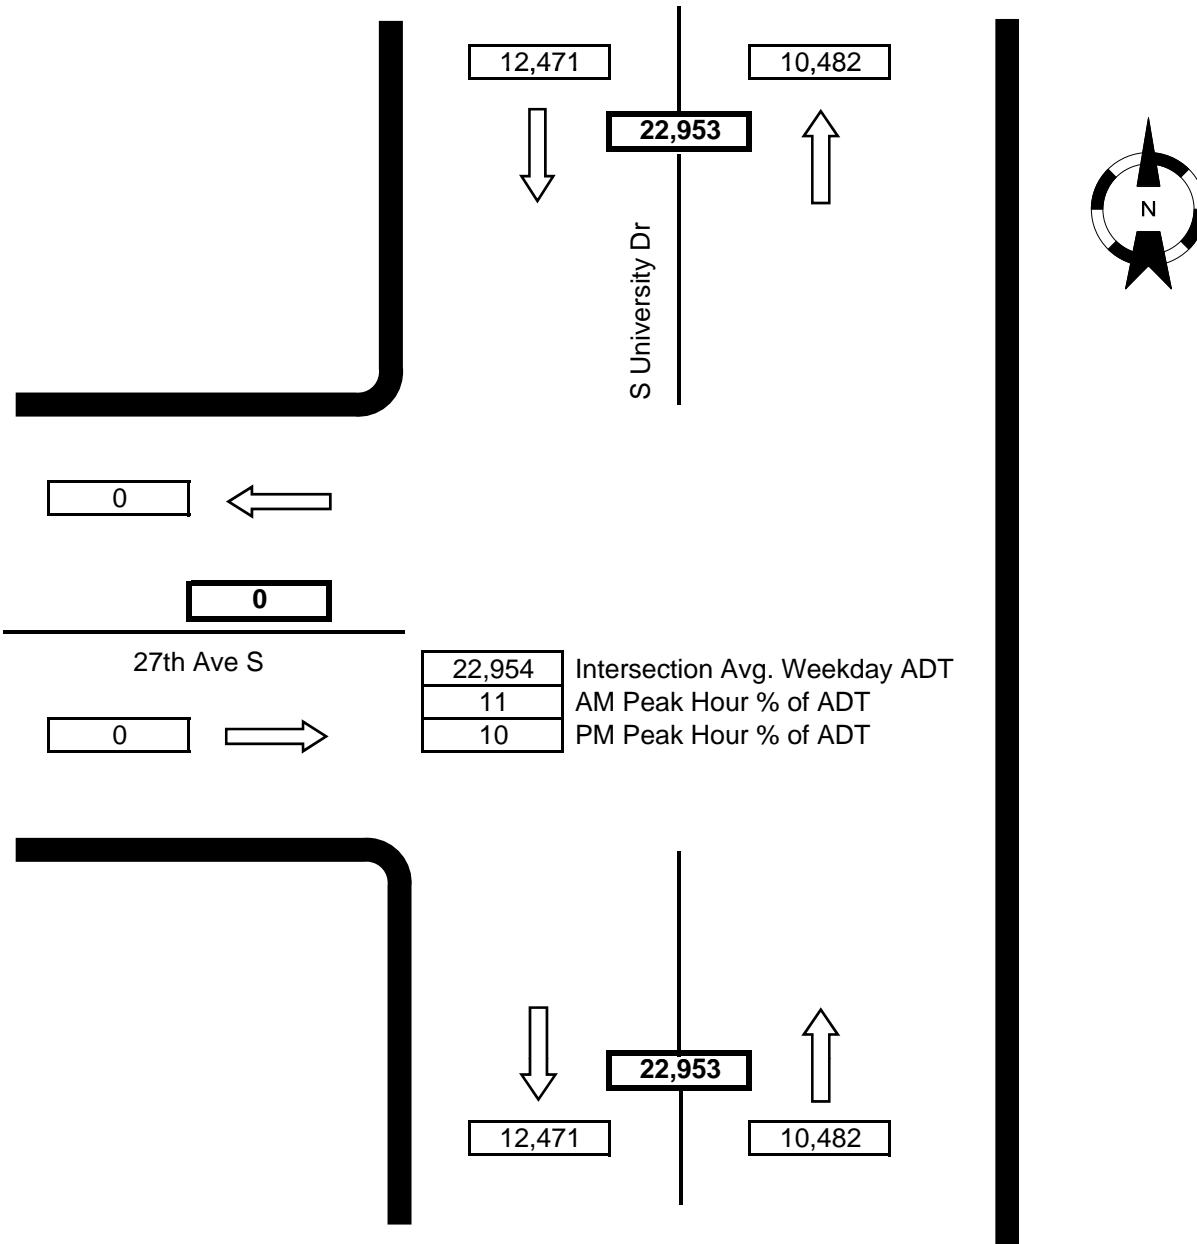 12,471
10,482
22,953
N
S University Dr
0
0
27th Ave S
22,954 Intersection Avg. Weekday ADT
11 AM Peak Hour % of ADT
0
10 PM Peak Hour % of ADT
22,953
12,471
10,482